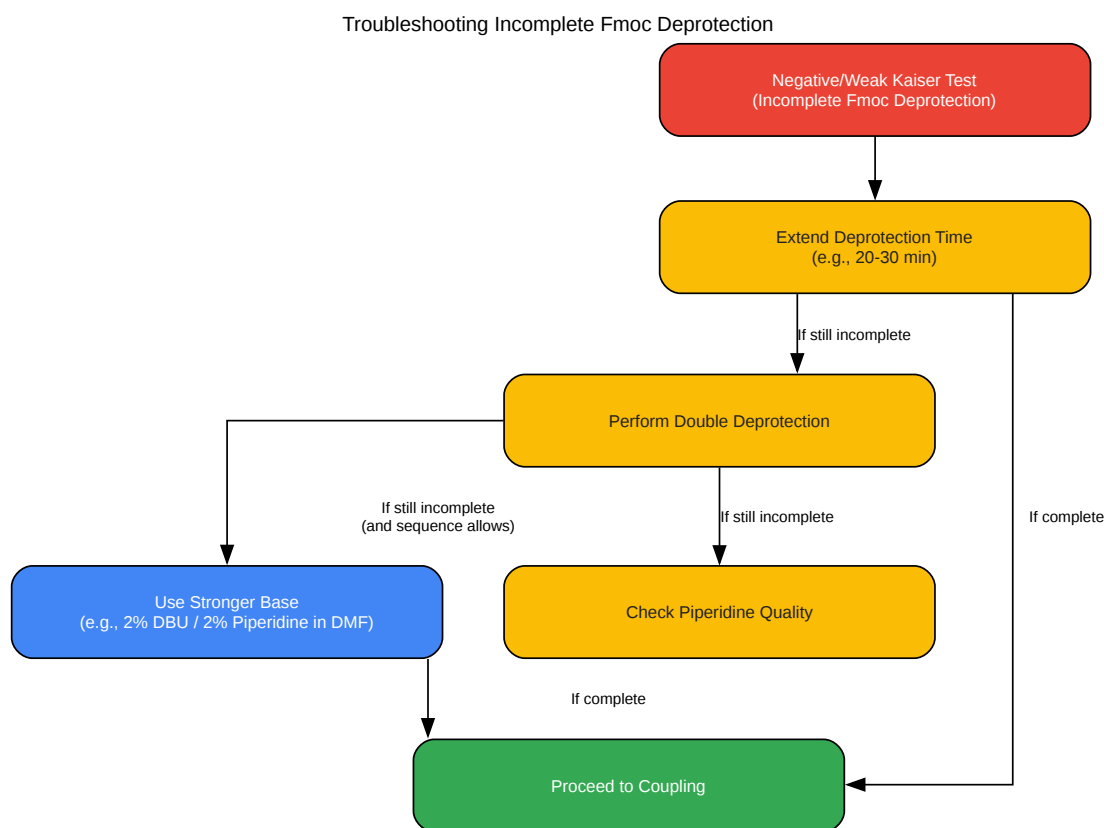 Troubleshooting Incomplete Fmoc Deprotection
Negative/Weak Kaiser Test
(Incomplete Fmoc Deprotection)
Extend Deprotection Time
(e.g., 20-30 min)
If still incomplete
Perform Double Deprotection
If still incomplete
(and sequence allows)
If still incomplete
If complete
Use Stronger Base
(e.g., 2% DBU / 2% Piperidine in DMF)
Check Piperidine Quality
If complete
Proceed to Coupling